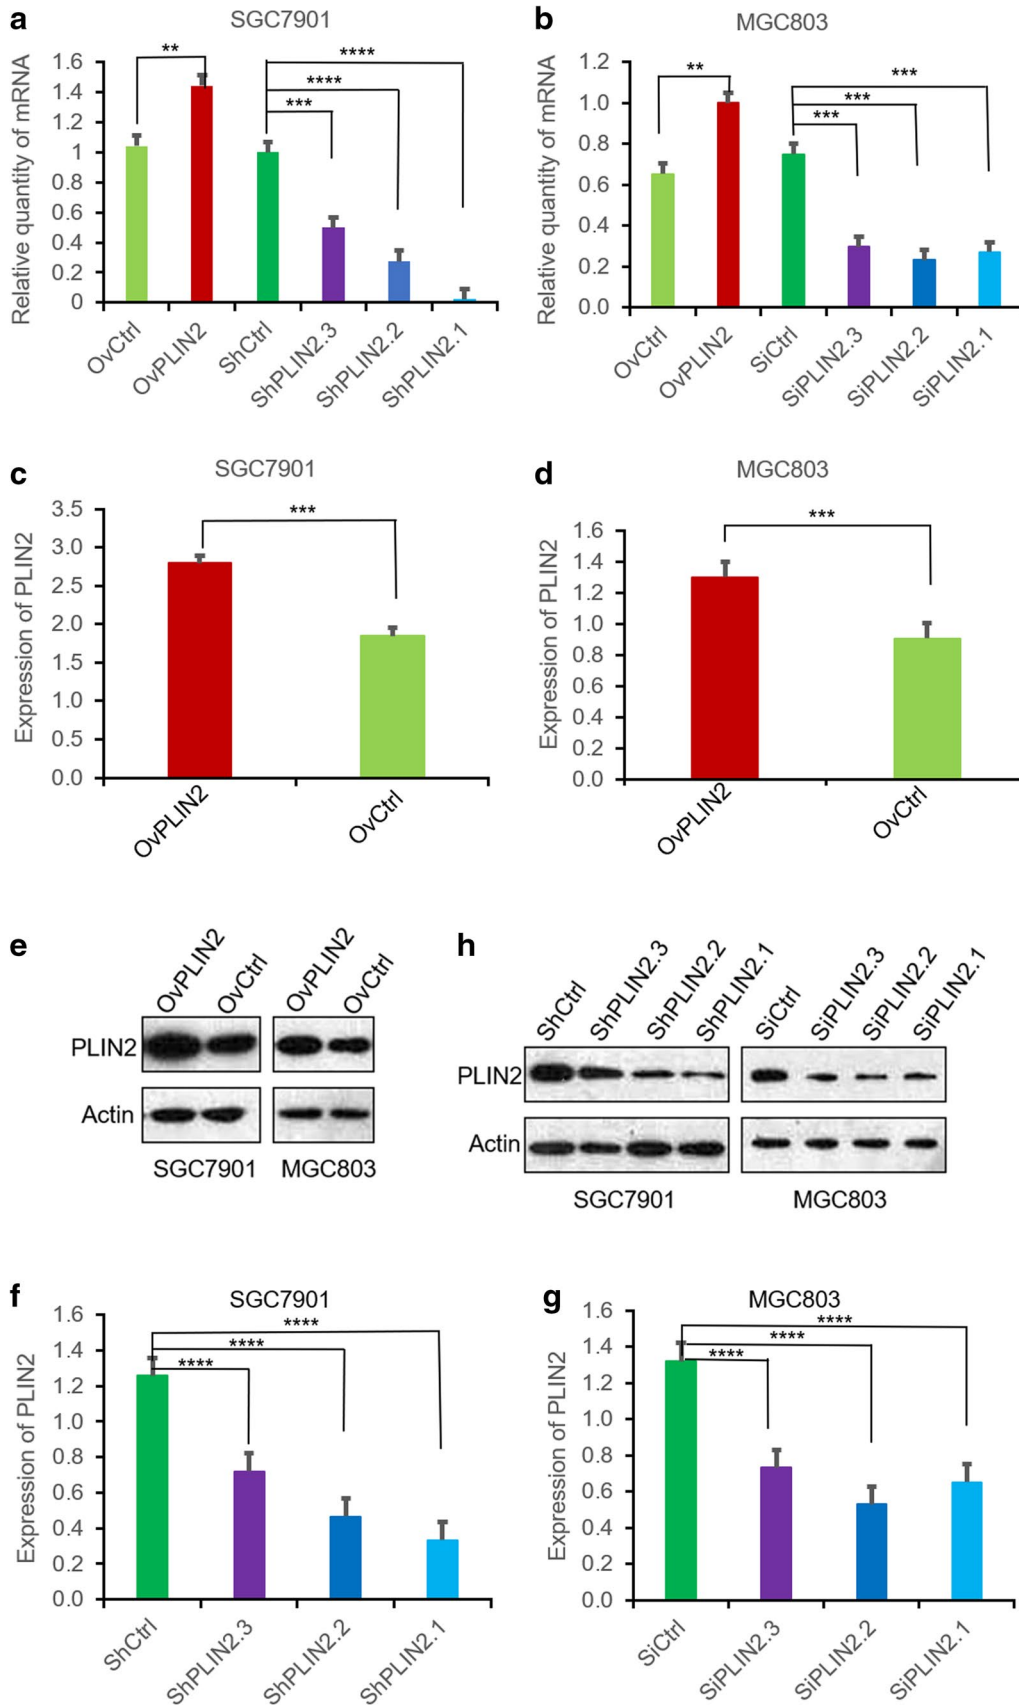 a
SGC7901
Relative quantity of mRNA
1.6
1.4
1.2
1
0.8
0.6
0.4
0.2
0
**
***
****
****
OvCtrl
OvPLIN2
ShCtrl
ShPLIN2.3
ShPLIN2.2
ShPLIN2.1
b
MGC803
Relative quantity of mRNA
1.2
1.0
0.8
0.6
0.4
0.2
0.0
**
***
***
***
OvCtrl
OvPLIN2
SiCtrl
SiPLIN2.3
SiPLIN2.2
SiPLIN2.1
c
SGC7901
Expression of PLIN2
3.5
3.0
2.5
2.0
1.5
1.0
0.5
0.0
***
OvPLIN2
OvCtrl
d
MGC803
Expression of PLIN2
1.6
1.4
1.2
1.0
0.8
0.6
0.4
0.2
0.0
***
OvPLIN2
OvCtrl
e
OvPLIN2
OvCtrl
OvPLIN2
OvCtrl
PLIN2
Actin
SGC7901
MGC803
h
ShCtrl
ShPLIN2.3
ShPLIN2.2
ShPLIN2.1
SiCtrl
SiPLIN2.3
SiPLIN2.2
SiPLIN2.1
PLIN2
Actin
SGC7901
MGC803
f
SGC7901
Expression of PLIN2
1.6
1.4
1.2
1.0
0.8
0.6
0.4
0.2
0.0
****
****
****
ShCtrl
ShPLIN2.3
ShPLIN2.2
ShPLIN2.1
g
MGC803
Expression of PLIN2
1.6
1.4
1.2
1.0
0.8
0.6
0.4
0.2
0.0
****
****
****
SiCtrl
SiPLIN2.3
SiPLIN2.2
SiPLIN2.1